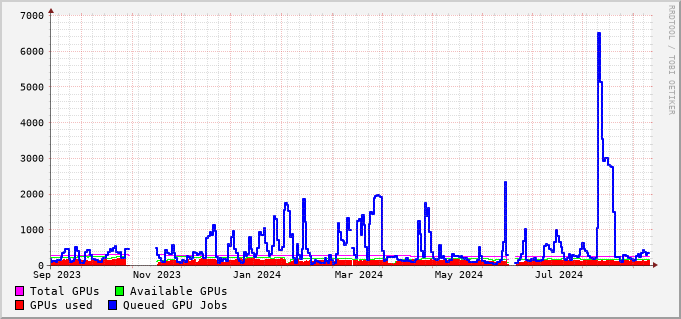 7000
6000
5000
4000
3000
2000
1000
0
Sep 2023 Nov 2023 Jan 2024 Mar 2024 May 2024 Jul 2024
Total GPUs Available GPUs
GPUs used Queued GPU Jobs
RRDTOOL / TOBI OETIKER